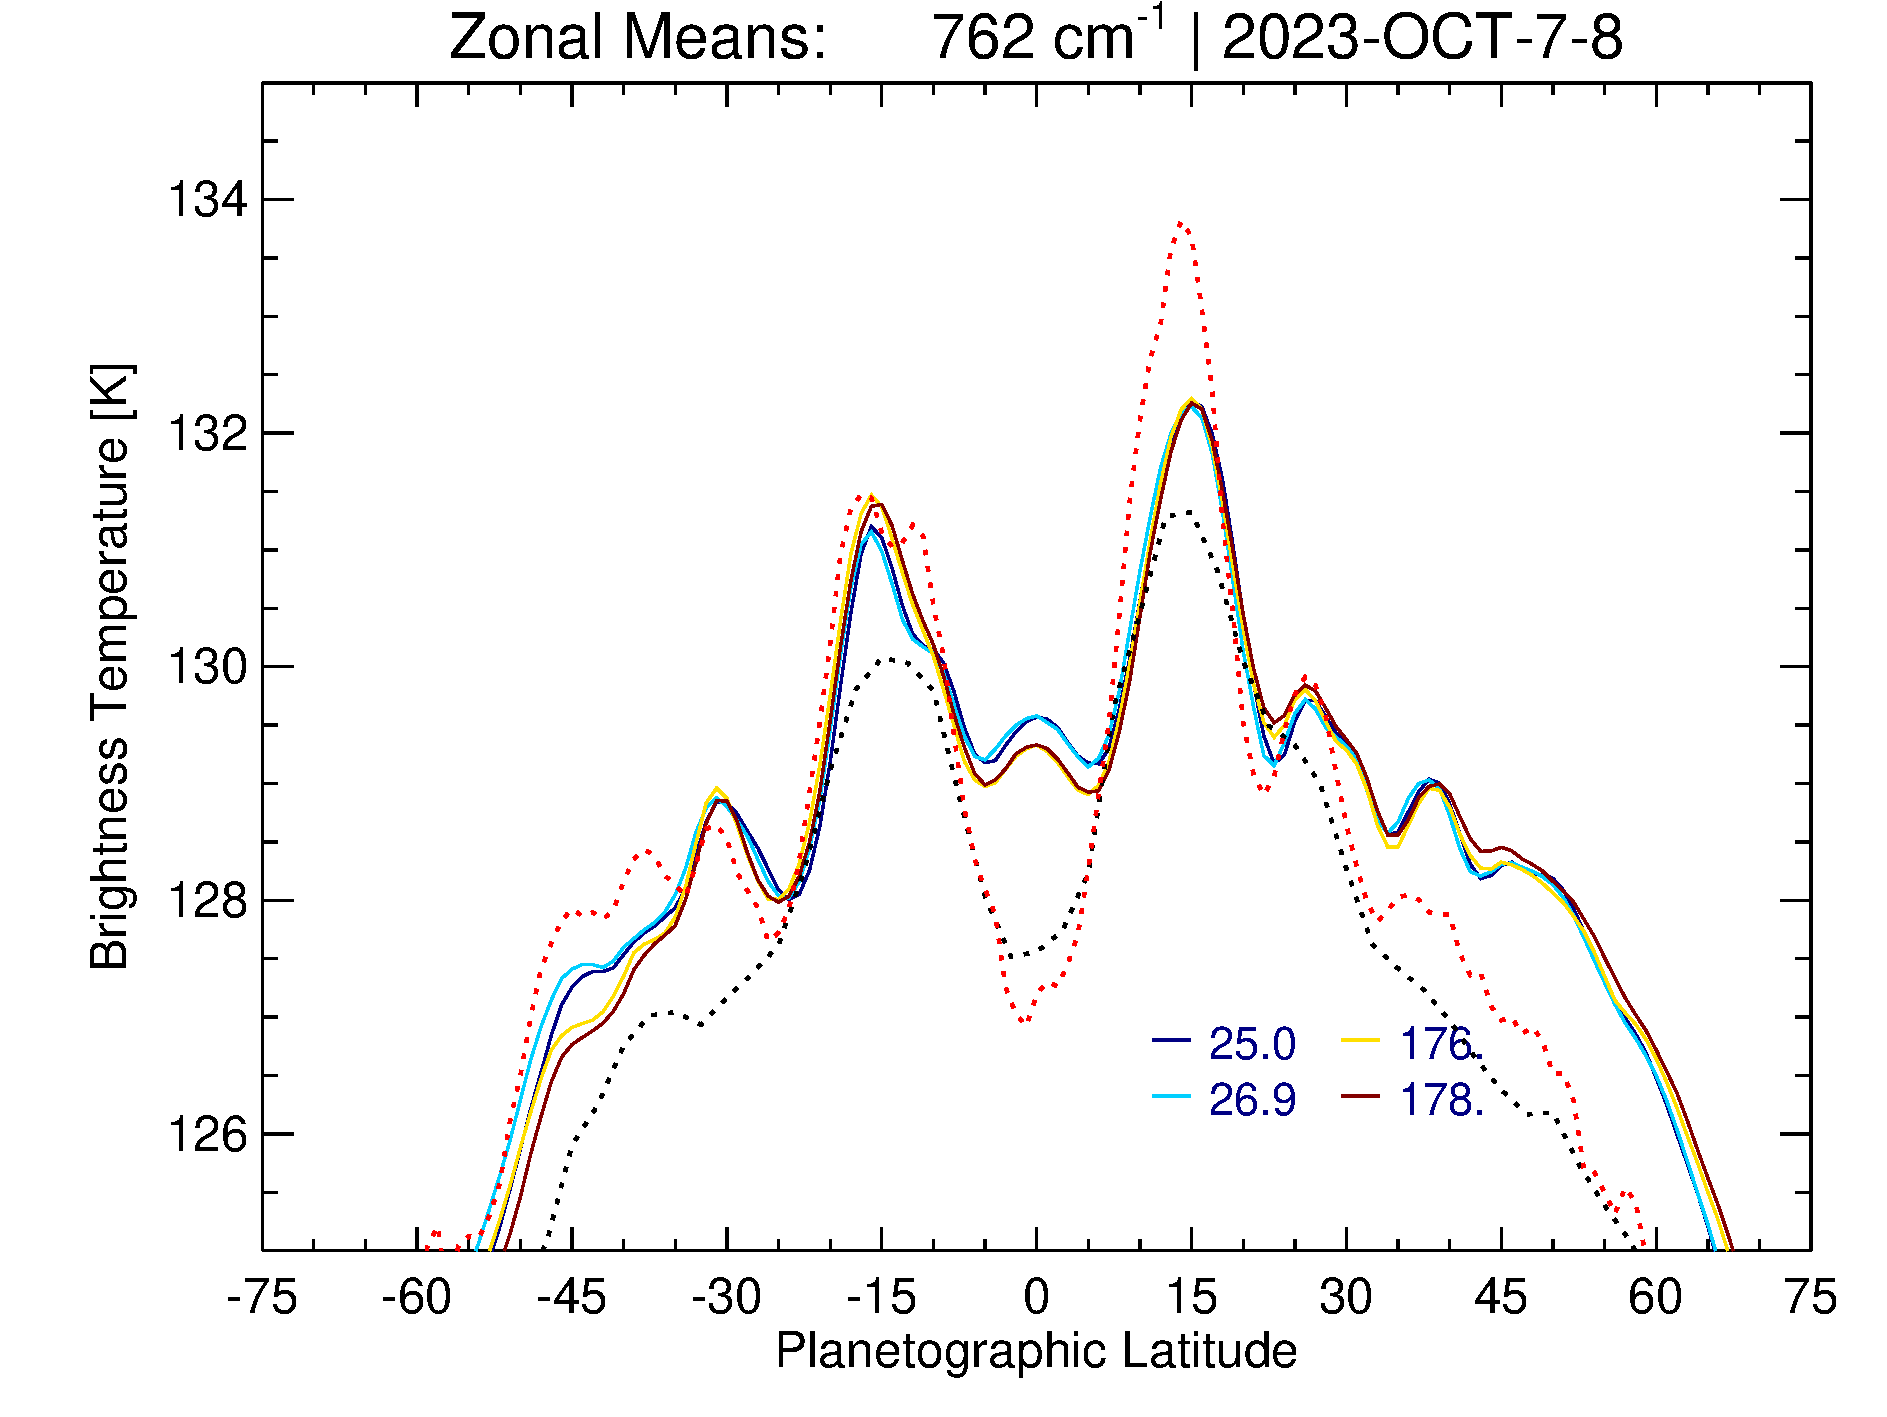 Zonal Means: 762 cm-1 | 2023-OCT-7-8
Brightness Temperature [K]
134
132
130
128
126
25.0 176.
26.9 178.
-75 -60 -45 -30 -15 0 15 30 45 60 75
Planetographic Latitude